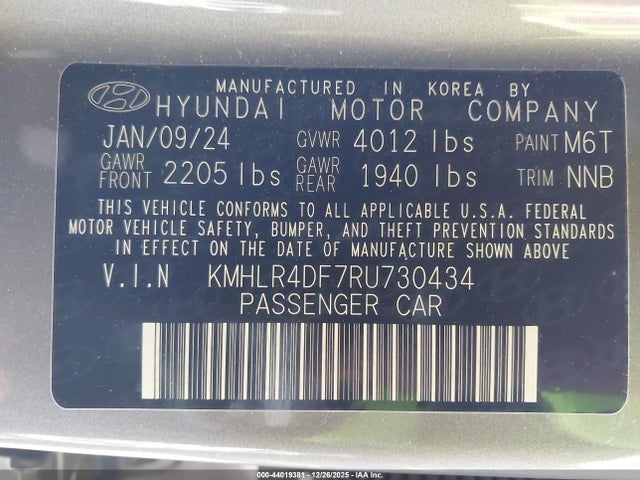 MANUFACTURED IN KOREA BY
HYUNDAI MOTOR COMPANY
JAN/09/24 GVWR 4012 lbs PAINT M6T
GAWR FRONT 2205 lbs GAWR REAR 1940 lbs TRIM NNB
THIS VEHICLE CONFORMS TO ALL APPLICABLE U.S.A. FEDERAL
MOTOR VEHICLE SAFETY, BUMPER, AND THEFT PREVENTION STANDARDS
IN EFFECT ON THE DATE OF MANUFACTURE SHOWN ABOVE
V.I.N KMHLR4DF7RU730434
PASSENGER CAR
000-44019381 - 12/26/2025 - IAA Inc.